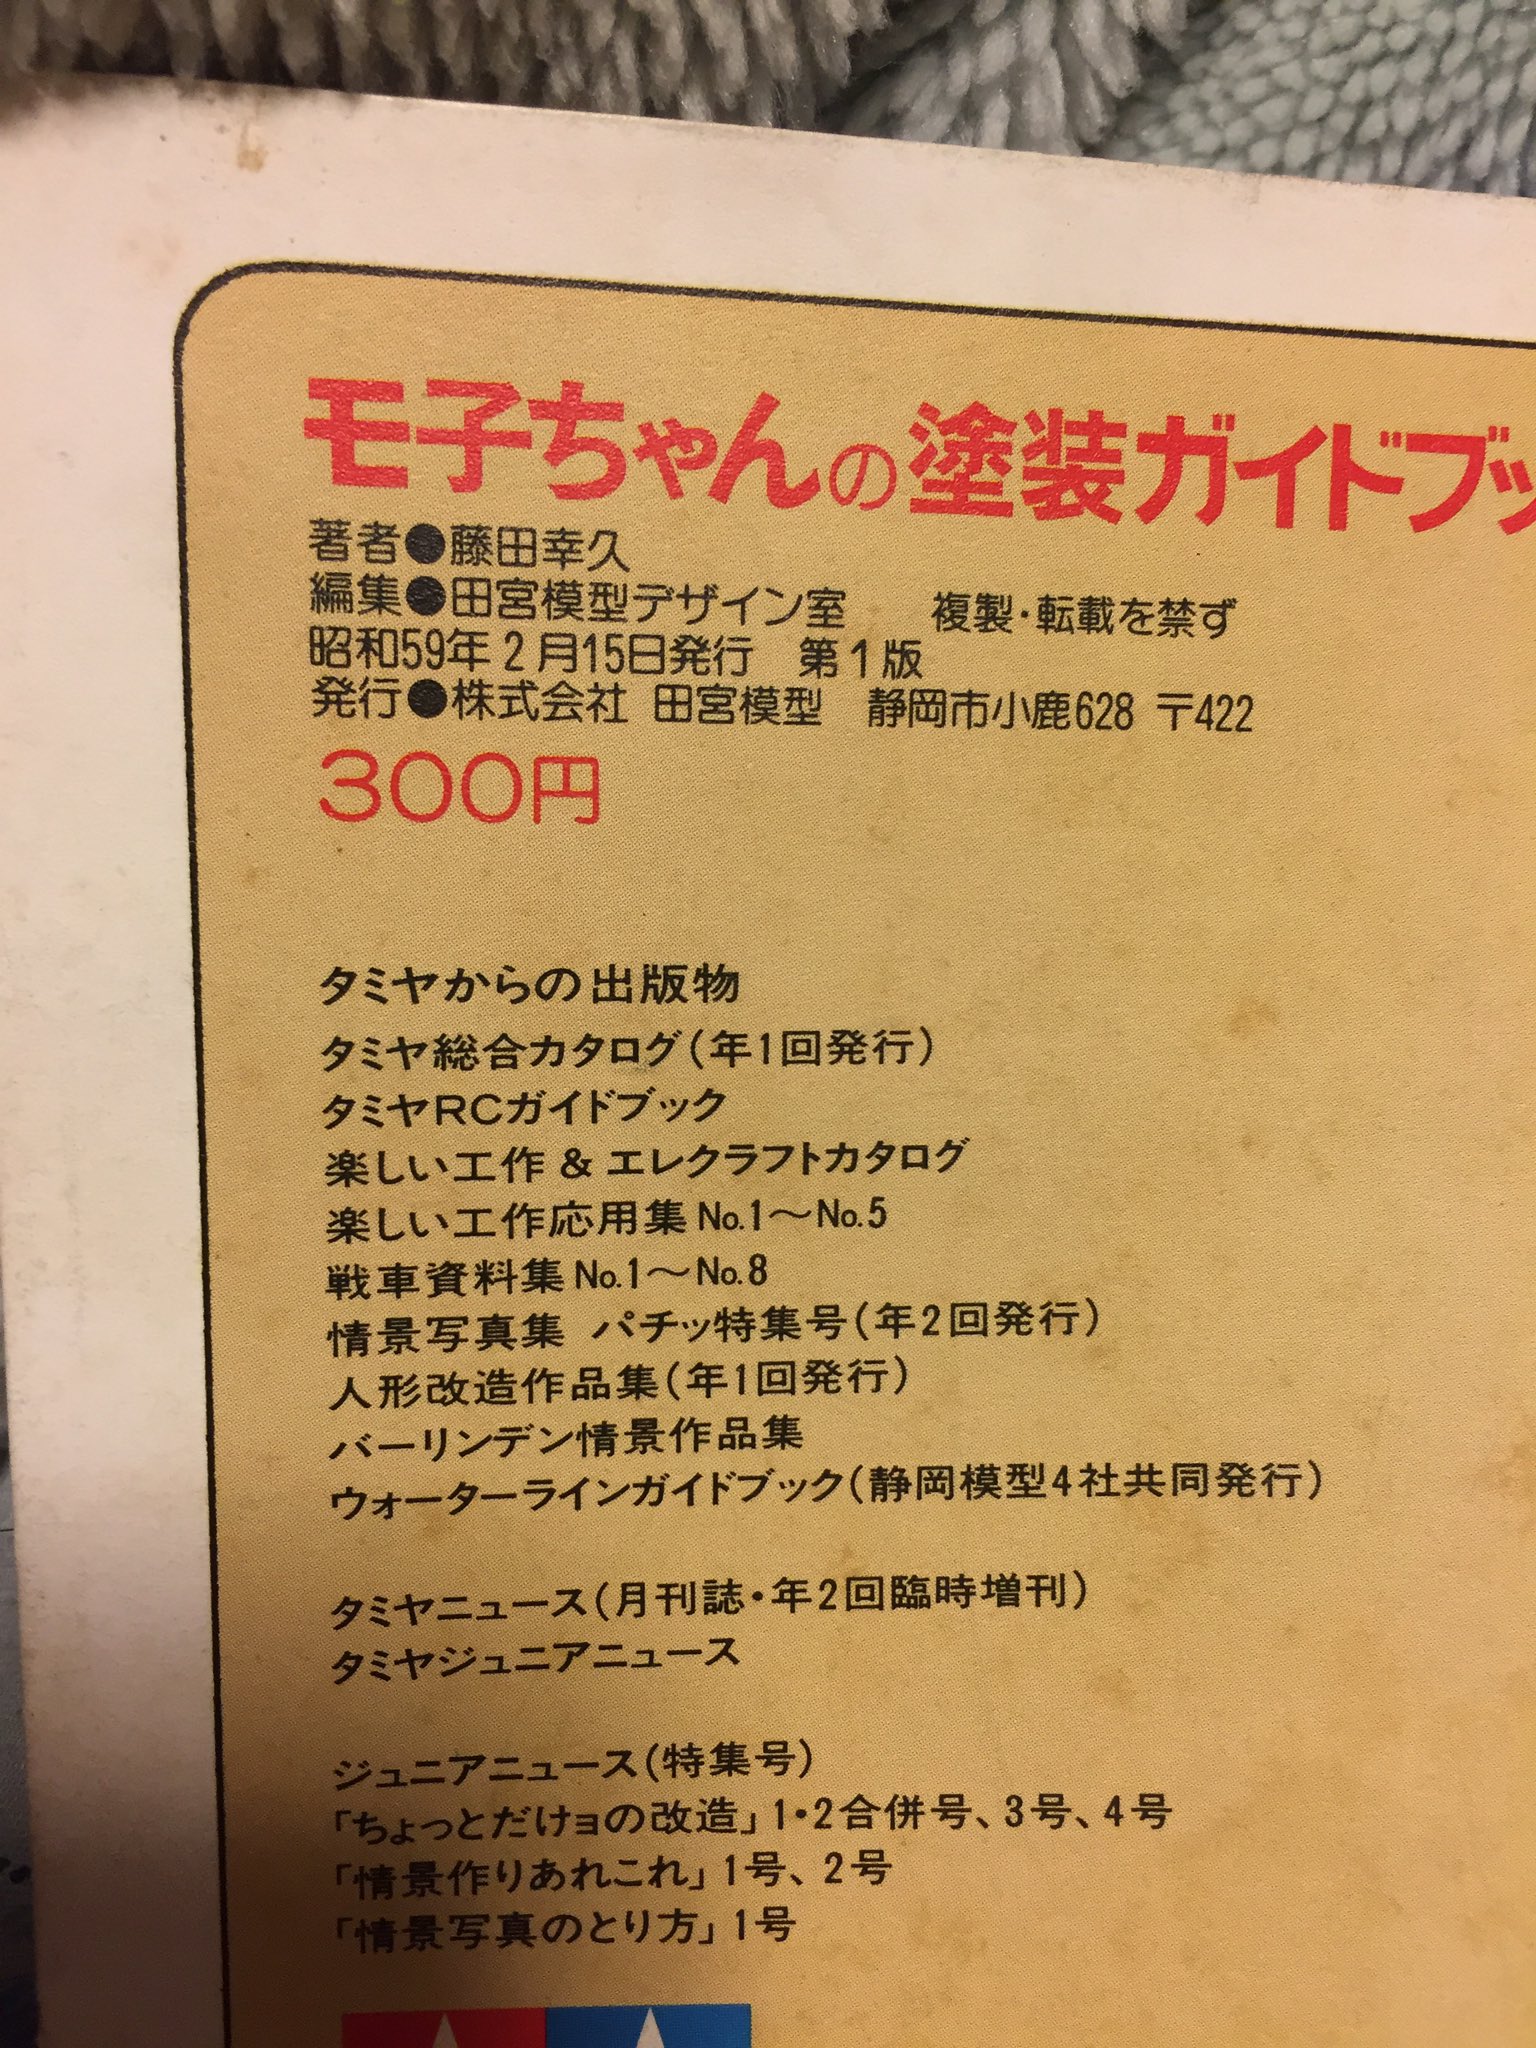 モ子ちゃんの塗装ガイドブッ
著者●藤田幸久
編集●田宮模型デザイン室　複製・転載を禁ず
昭和59年2月15日発行　第1版
発行●株式会社 田宮模型　静岡市小鹿628 〒422
300円
タミヤからの出版物
タミヤ総合カタログ(年1回発行)
タミヤRCガイドブック
楽しい工作&エレクラフトカタログ
楽しい工作応用集No.1〜No.5
戦車資料集No.1〜No.8
情景写真集 パチッ特集号(年2回発行)
人形改造作品集(年1回発行)
バーリンデン情景作品集
ウォーターラインガイドブック(静岡模型4社共同発行)
タミヤニュース(月刊誌・年2回臨時増刊)
タミヤジュニアニュース
ジュニアニュース(特集号)
「ちょっとだけョの改造」1・2合併号、3号、4号
「情景作りあれこれ」1号、2号
「情景写真のとり方」1号